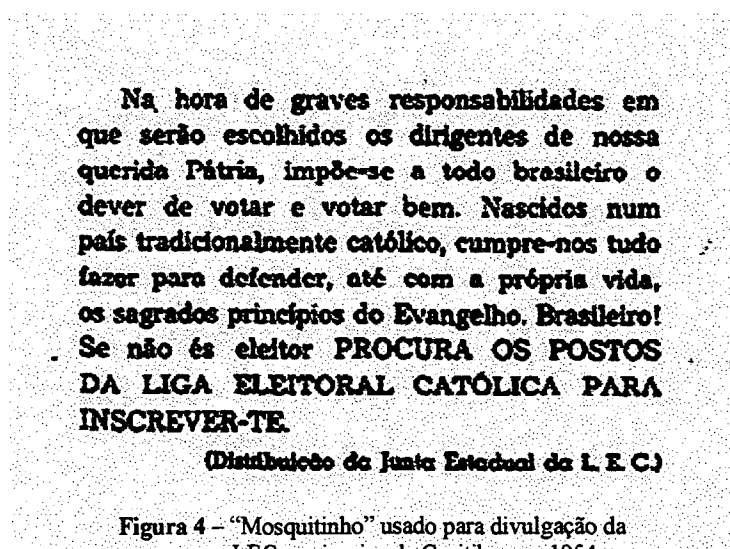 Na hora de graves responsabilidades em
que serão escolhidos os dirigentes de nossa
querida Pátria, impõe-se a todo brasileiro o
dever de votar e votar bem. Nascidos num
país tradicionalmente católico, cumpre-nos tudo
fazer para defender, até com a própria vida,
os sagrados princípios do Evangelho. Brasileiro!
Se não és eleitor PROCURA OS POSTOS
DA LIGA ELEITORAL CATÓLICA PARA
INSCREVER-TE.
(Distribuição da Junta Estadual da L. E. C.)
Figura 4 – “Mosquitinho” usado para divulgação da